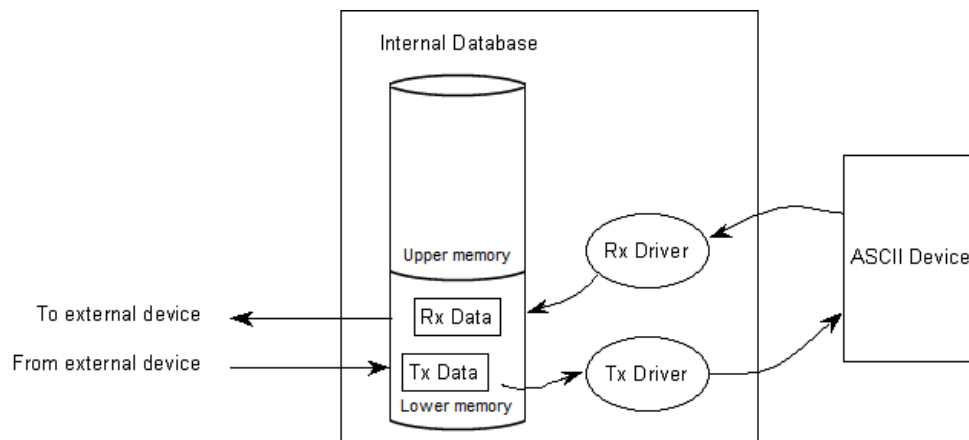 Internal Database
Upper memory
Rx Driver
ASCII Device
To external device
Rx Data
From external device
Tx Data
Tx Driver
Lower memory